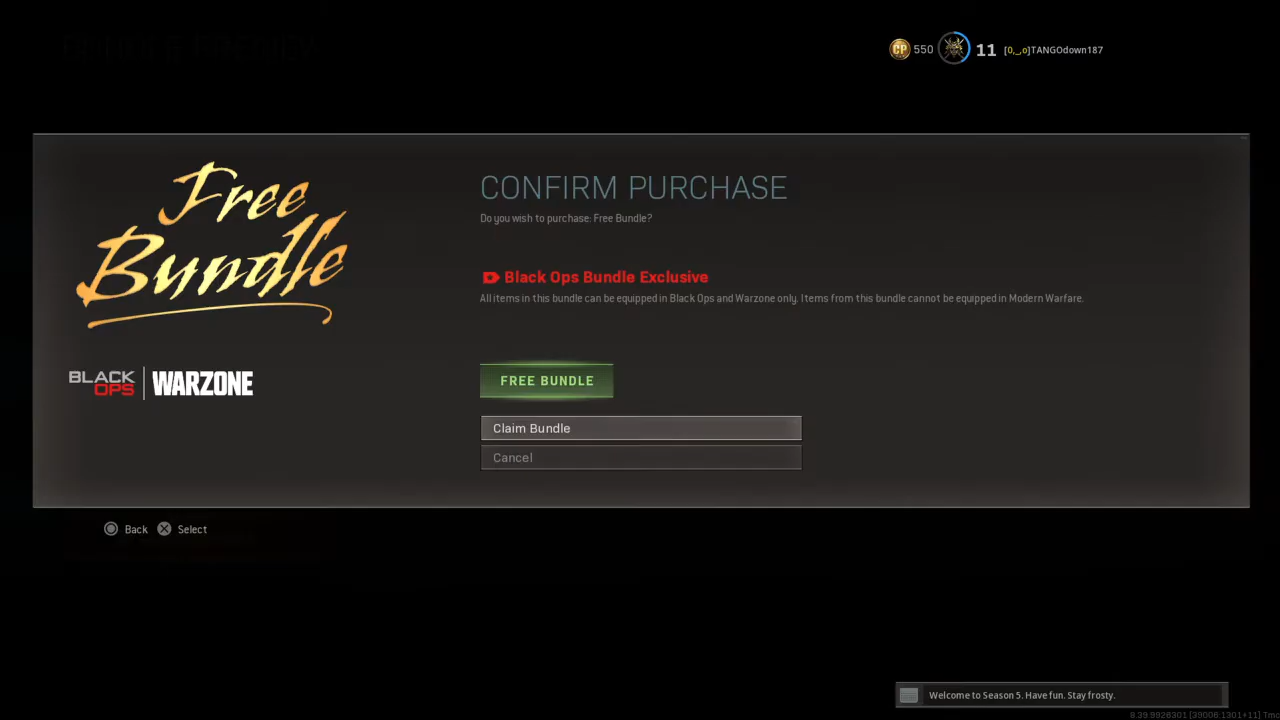 CP 550 11 [0,_,o]TANGOdown187
Free
Bundle
CONFIRM PURCHASE
Do you wish to purchase: Free Bundle?
Black Ops Bundle Exclusive
All items in this bundle can be equipped in Black Ops and Warzone only. Items from this bundle cannot be equipped in Modern Warfare.
BLACK OPS WARZONE
FREE BUNDLE
Claim Bundle
Cancel
Back Select
Welcome to Season 5. Have fun. Stay frosty.